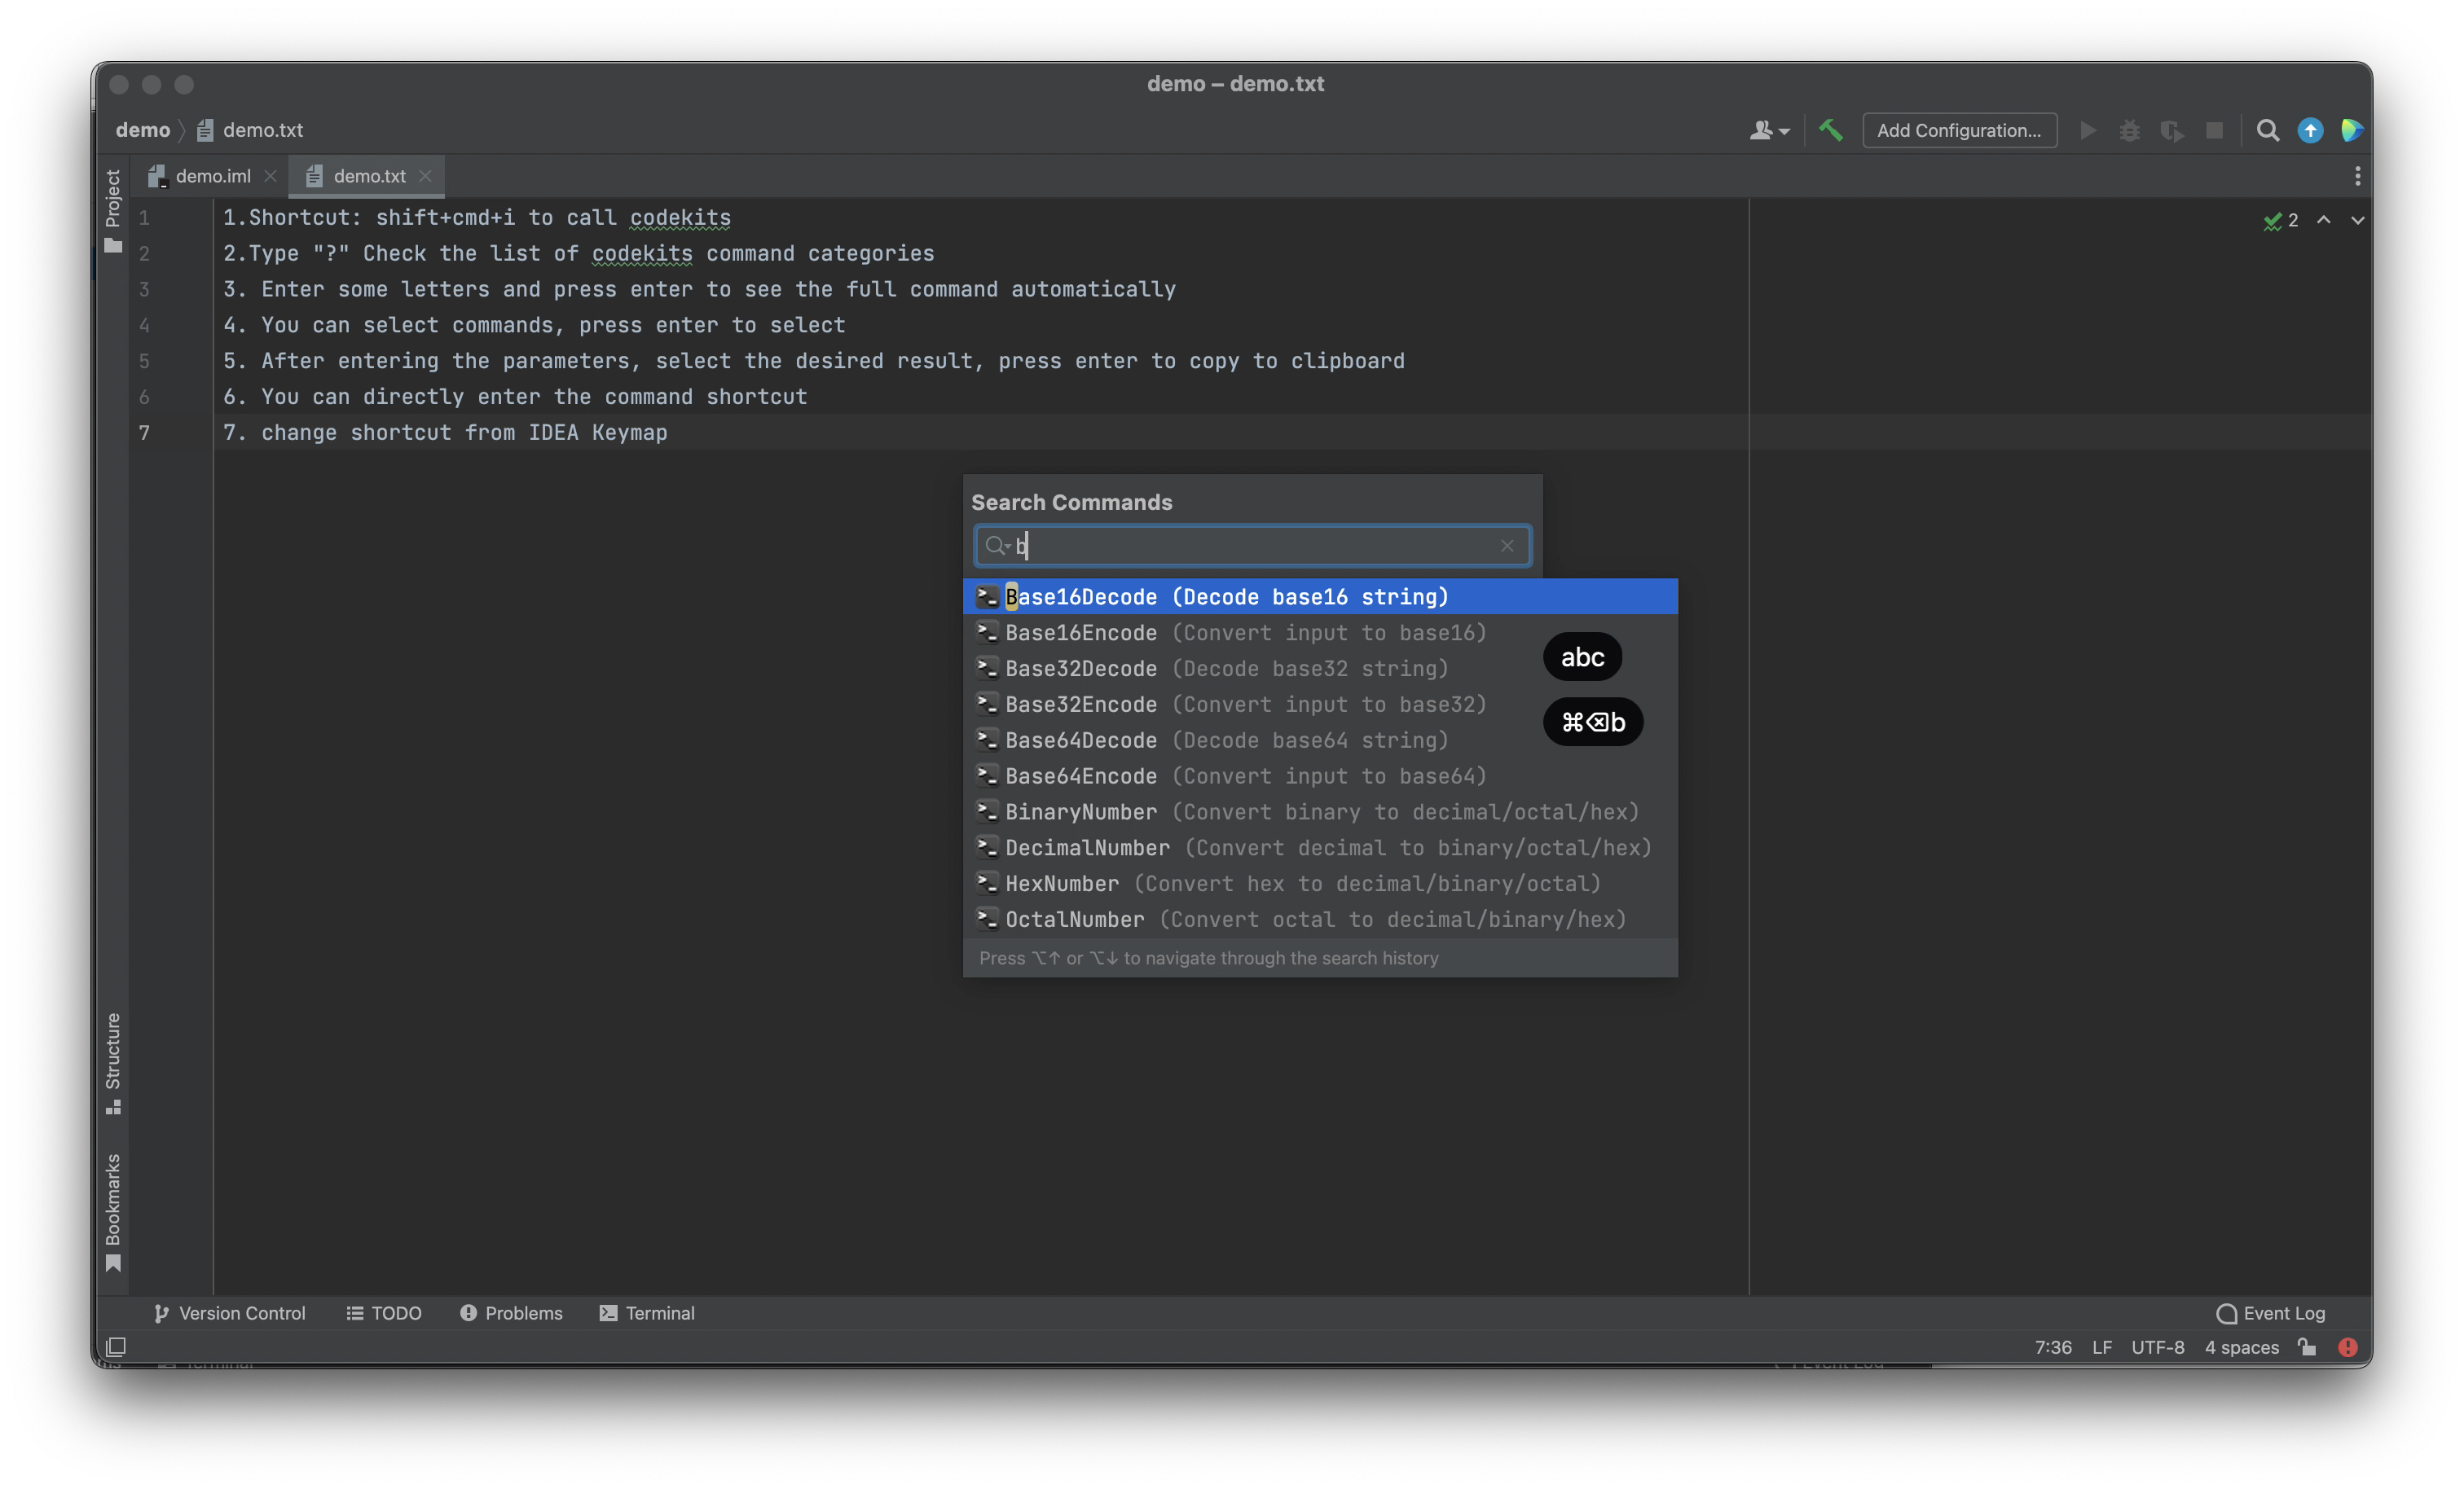 demo – demo.txt
demo
demo.txt
Add Configuration...
Project
demo.iml
demo.txt
2
1 1.Shortcut: shift+cmd+i to call codekits
2 2.Type "?" Check the list of codekits command categories
3 3. Enter some letters and press enter to see the full command automatically
4 4. You can select commands, press enter to select
5 5. After entering the parameters, select the desired result, press enter to copy to clipboard
6 6. You can directly enter the command shortcut
7 7. change shortcut from IDEA Keymap
Search Commands
b
Base16Decode (Decode base16 string)
Base16Encode (Convert input to base16)
Base32Decode (Decode base32 string)
Base32Encode (Convert input to base32)
Base64Decode (Decode base64 string)
Base64Encode (Convert input to base64)
BinaryNumber (Convert binary to decimal/octal/hex)
DecimalNumber (Convert decimal to binary/octal/hex)
HexNumber (Convert hex to decimal/binary/octal)
OctalNumber (Convert octal to decimal/binary/hex)
Press ⌥↑ or ⌥↓ to navigate through the search history
abc
⌘⌫b
Structure
Bookmarks
Version Control
TODO
Problems
Terminal
Event Log
7:36 LF UTF-8 4 spaces